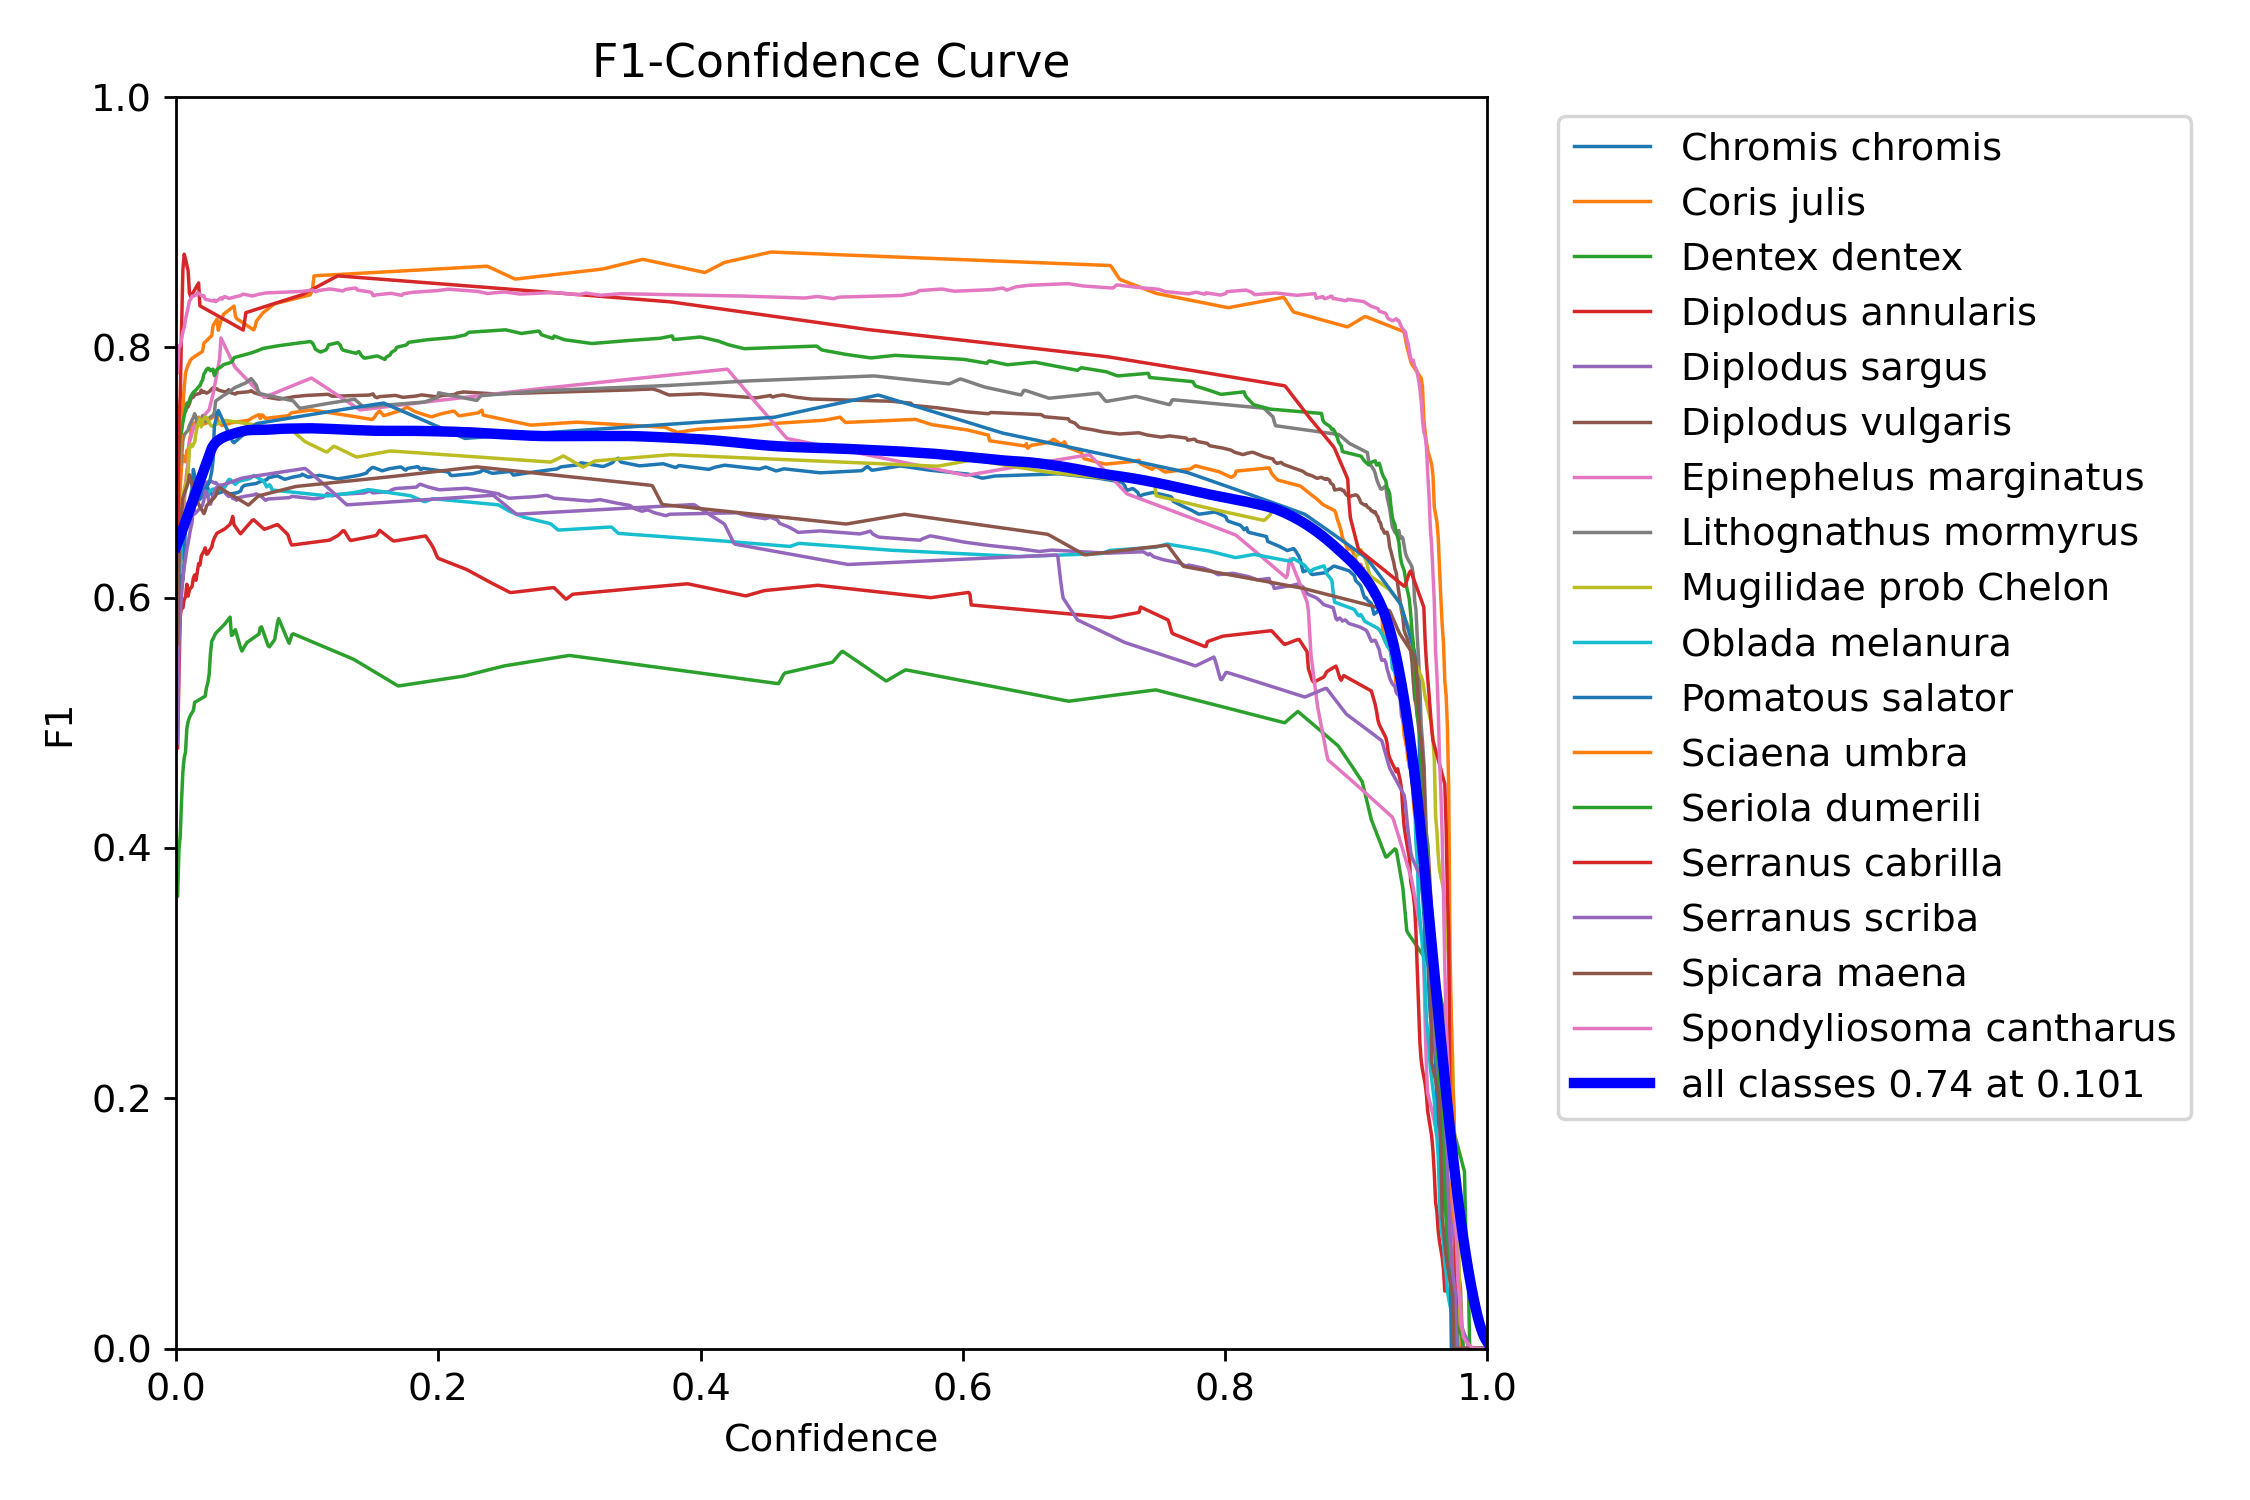 F1-Confidence Curve
1.0
0.8
0.6
0.4
0.2
0.0
F1
0.0 0.2 0.4 0.6 0.8 1.0
Confidence
Chromis chromis
Coris julis
Dentex dentex
Diplodus annularis
Diplodus sargus
Diplodus vulgaris
Epinephelus marginatus
Lithognathus mormyrus
Mugilidae prob Chelon
Oblada melanura
Pomatous salator
Sciaena umbra
Seriola dumerili
Serranus cabrilla
Serranus scriba
Spicara maena
Spondyliosoma cantharus
all classes 0.74 at 0.101